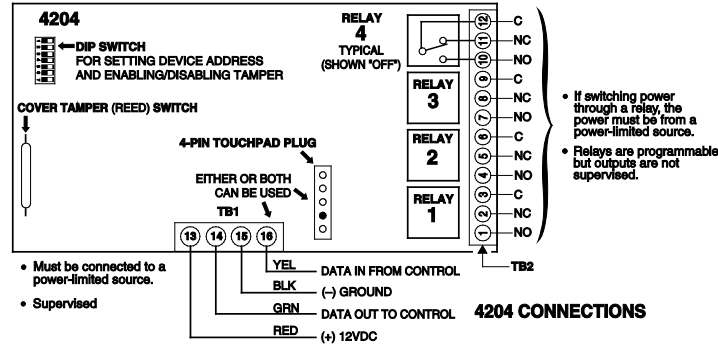 4204
DIP SWITCH
FOR SETTING DEVICE ADDRESS
AND ENABLING/DISABLING TAMPER
COVER TAMPER (REED) SWITCH
4-PIN TOUCHPAD PLUG
EITHER OR BOTH
CAN BE USED
TB1
13 14 15 16
RELAY
4
TYPICAL
(SHOWN "OFF")
RELAY
3
RELAY
2
RELAY
1
12 C
11 NC
10 NO
9 C
8 NC
7 NO
6 C
5 NC
4 NO
3 C
2 NC
1 NO
TB2
• If switching power
through a relay, the
power must be from a
power-limited source.
• Relays are programmable
but outputs are not
supervised.
• Must be connected to a
power-limited source.
• Supervised
YEL DATA IN FROM CONTROL
BLK (–) GROUND
GRN DATA OUT TO CONTROL
RED (+) 12VDC
4204 CONNECTIONS